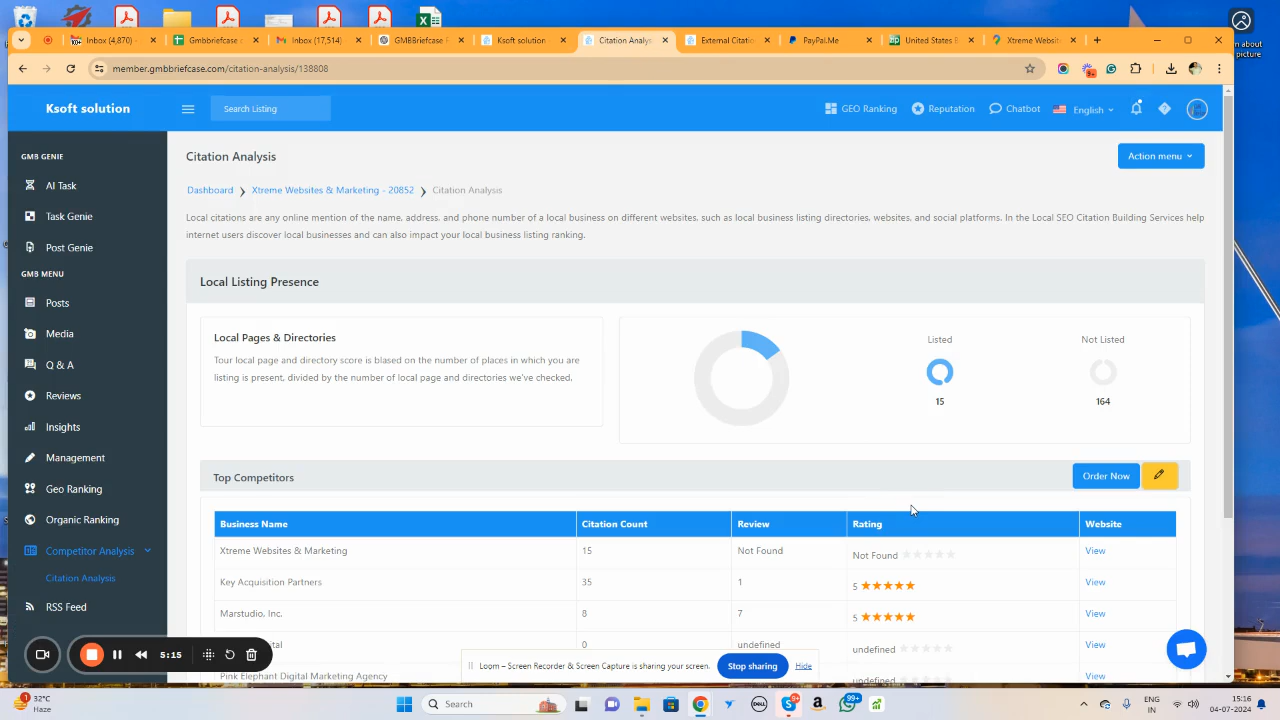 10+ Inbox (4,870) -
Gmbbriefcase c
Inbox (17,514)
GMBBriefcase F
Ksoft solution
Citation Analys
External Citatio
PayPal.Me
United States B
Xtreme Websit
member.gmbbriefcase.com/citation-analysis/138808
n about
picture
Ksoft solution
Search Listing
GEO Ranking
Reputation
Chatbot
English
GMB GENIE
AI Task
Task Genie
Post Genie
GMB MENU
Posts
Media
Q & A
Reviews
Insights
Management
Geo Ranking
Organic Ranking
Competitor Analysis
Citation Analysis
RSS Feed
Citation Analysis
Action menu
Dashboard
Xtreme Websites & Marketing - 20852
Citation Analysis
Local citations are any online mention of the name, address, and phone number of a local business on different websites, such as local business listing directories, websites, and social platforms. In the Local SEO Citation Building Services help
internet users discover local businesses and can also impact your local business listing ranking.
Local Listing Presence
Local Pages & Directories
Tour local page and directory score is blased on the number of places in which you are
listing is present, divided by the number of local page and directories we've checked.
Listed
15
Not Listed
164
Top Competitors
Order Now
Business Name Citation Count Review Rating Website
Xtreme Websites & Marketing 15 Not Found Not Found View
Key Acquisition Partners 35 1 5 View
Marstudio, Inc. 8 7 5 View
tal 0 undefined undefined View
Pink Elephant Digital Marketing Agency View
5:15
Loom – Screen Recorder & Screen Capture is sharing your screen.
Stop sharing
Hide
32°C
Haze
Search
99+
ENG
IN
15:16
04-07-2024